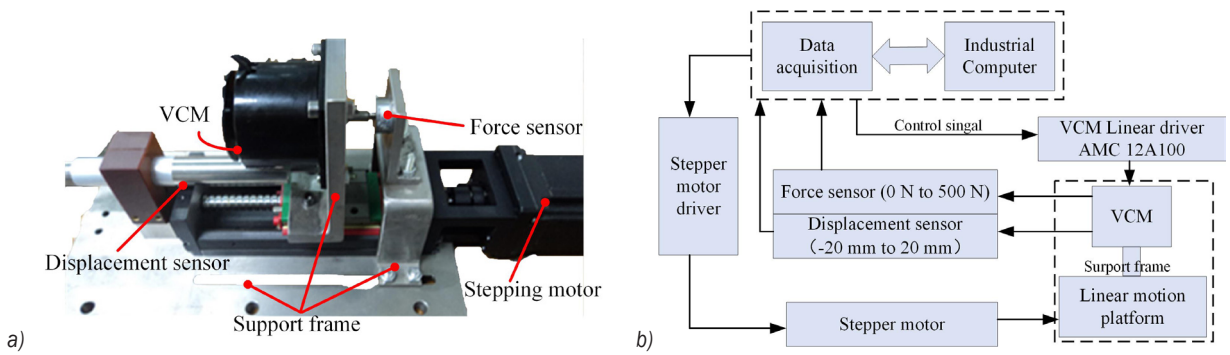 VCM
Force sensor
Displacement sensor
Stepping motor
Support frame
a)
Data
acquisition
Industrial
Computer
Control singal
VCM Linear driver
AMC 12A100
Stepper
motor
driver
Force sensor (0 N to 500 N)
Displacement sensor
(-20 mm to 20 mm)
VCM
Surport frame
Linear motion
platform
Stepper motor
b)